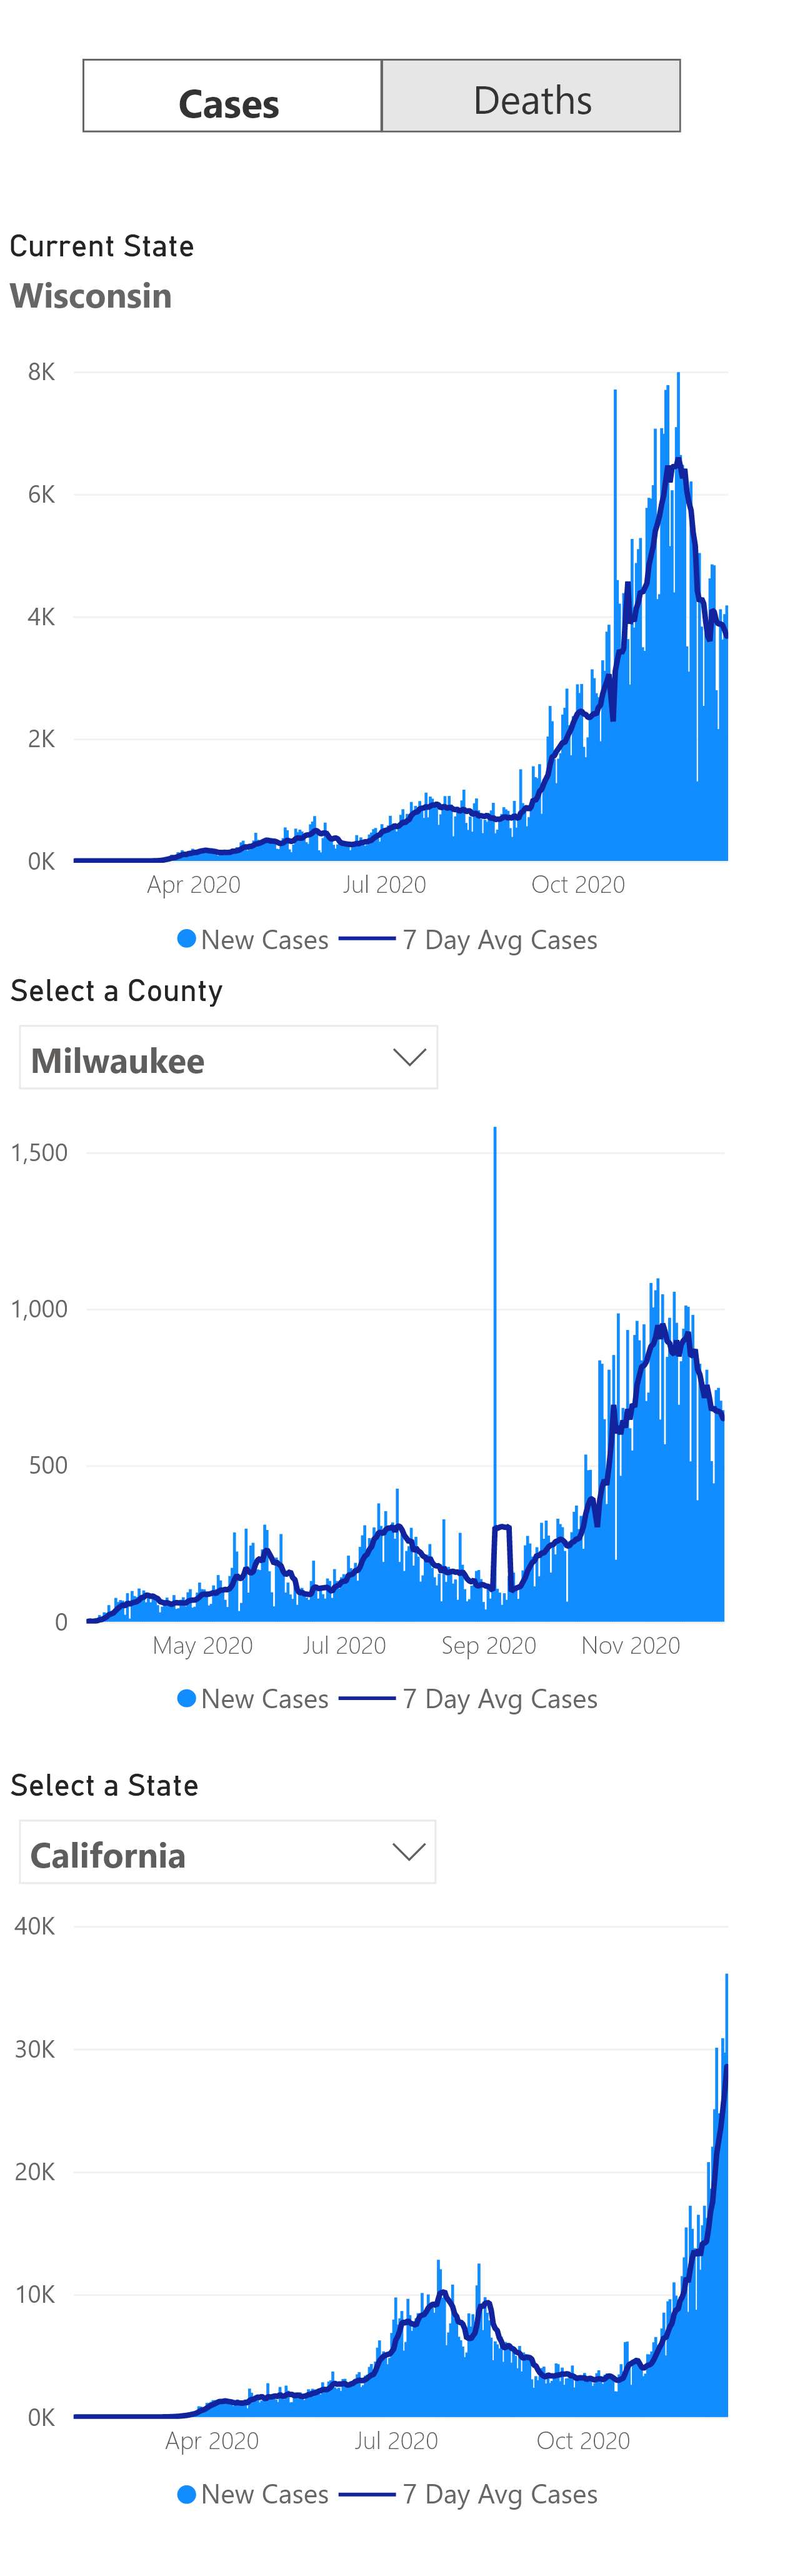 Cases Deaths
Current State
Wisconsin
8K
6K
4K
2K
0K
Apr 2020 Jul 2020 Oct 2020
New Cases 7 Day Avg Cases
Select a County
Milwaukee
1,500
1,000
500
0
May 2020 Jul 2020 Sep 2020 Nov 2020
New Cases 7 Day Avg Cases
Select a State
California
40K
30K
20K
10K
0K
Apr 2020 Jul 2020 Oct 2020
New Cases 7 Day Avg Cases